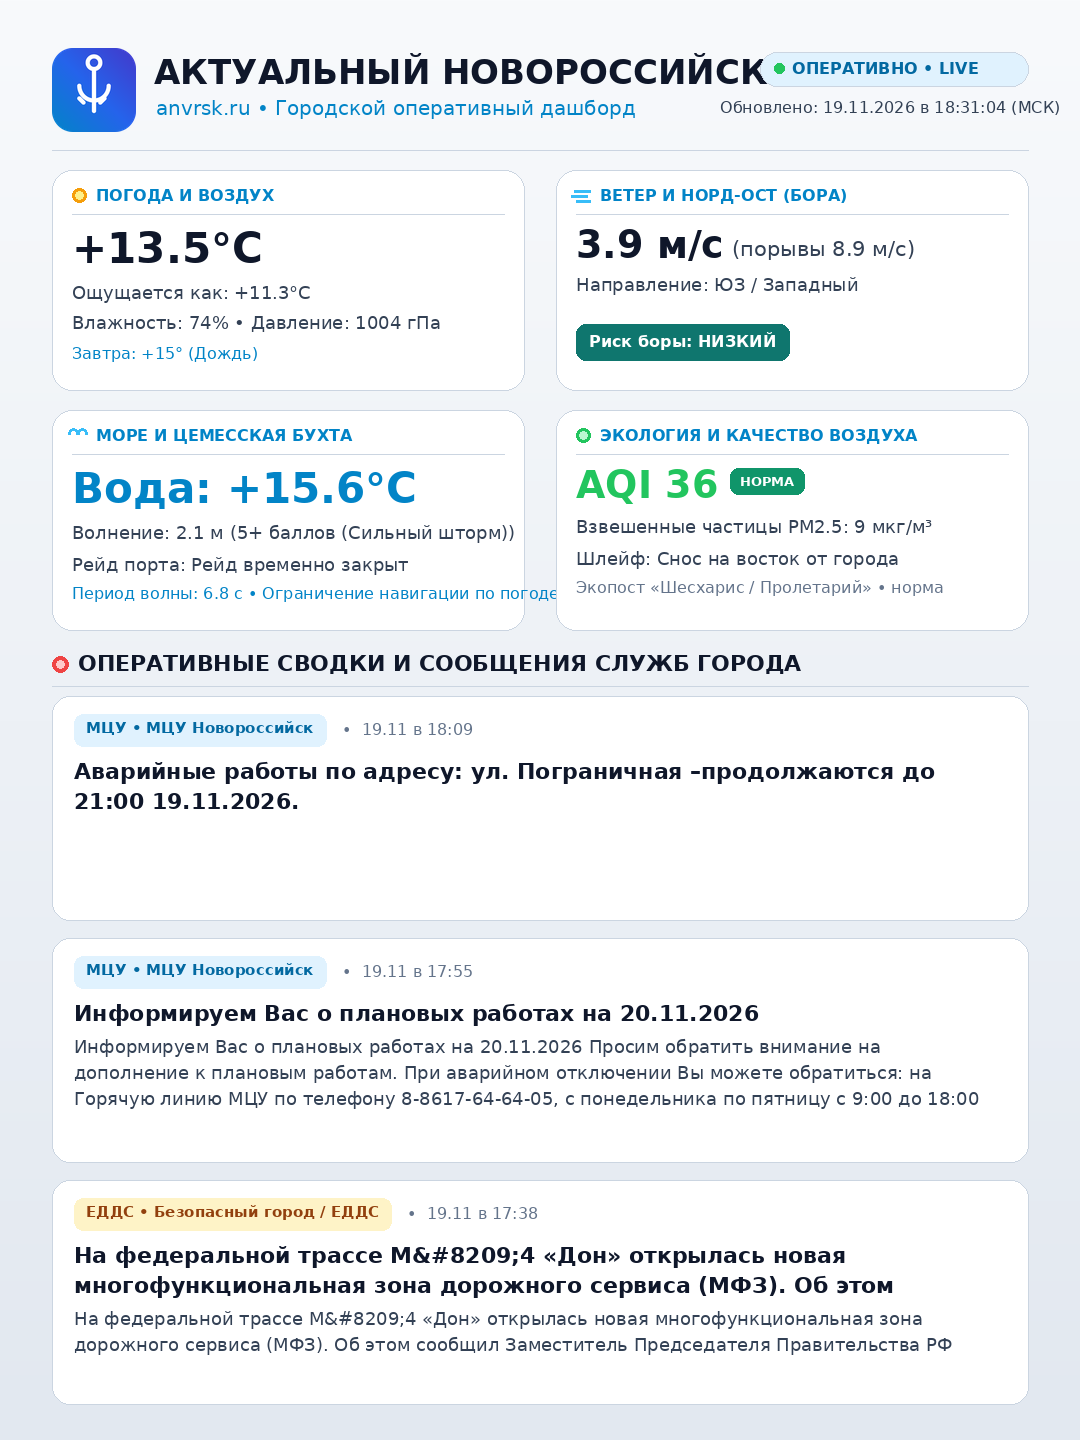 АКТУАЛЬНЫЙ НОВОРОССИЙСК
ОПЕРАТИВНО • LIVE
anvrsk.ru • Городской оперативный дашборд
Обновлено: 19.11.2026 в 18:31:04 (МСК)
ПОГОДА И ВОЗДУХ
+13.5°C
Ощущается как: +11.3°C
Влажность: 74% • Давление: 1004 гПа
Завтра: +15° (Дождь)
ВЕТЕР И НОРД-ОСТ (БОРА)
3.9 м/с (порывы 8.9 м/с)
Направление: ЮЗ / Западный
Риск боры: НИЗКИЙ
МОРЕ И ЦЕМЕССКАЯ БУХТА
Вода: +15.6°C
Волнение: 2.1 м (5+ баллов (Сильный шторм))
Рейд порта: Рейд временно закрыт
Период волны: 6.8 с • Ограничение навигации по погоде
ЭКОЛОГИЯ И КАЧЕСТВО ВОЗДУХА
AQI 36 НОРМА
Взвешенные частицы PM2.5: 9 мкг/м³
Шлейф: Снос на восток от города
Экопост «Шесхарис / Пролетарий» • норма
ОПЕРАТИВНЫЕ СВОДКИ И СООБЩЕНИЯ СЛУЖБ ГОРОДА
МЦУ • МЦУ Новороссийск • 19.11 в 18:09
Аварийные работы по адресу: ул. Пограничная –продолжаются до
21:00 19.11.2026.
МЦУ • МЦУ Новороссийск • 19.11 в 17:55
Информируем Вас о плановых работах на 20.11.2026
Информируем Вас о плановых работах на 20.11.2026 Просим обратить внимание на
дополнение к плановым работам. При аварийном отключении Вы можете обратиться: на
Горячую линию МЦУ по телефону 8-8617-64-64-05, с понедельника по пятницу с 9:00 до 18:00
ЕДДС • Безопасный город / ЕДДС • 19.11 в 17:38
На федеральной трассе М&#8209;4 «Дон» открылась новая
многофункциональная зона дорожного сервиса (МФЗ). Об этом
На федеральной трассе М&#8209;4 «Дон» открылась новая многофункциональная зона
дорожного сервиса (МФЗ). Об этом сообщил Заместитель Председателя Правительства РФ